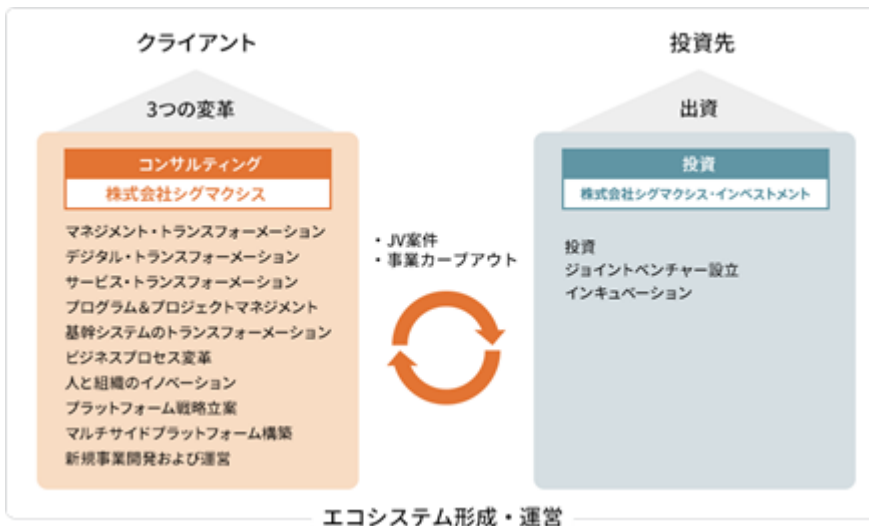 クライアント
3つの変革
コンサルティング
株式会社シグマクシス
マネジメント・トランスフォーメーション
デジタル・トランスフォーメーション
サービス・トランスフォーメーション
プログラム&プロジェクトマネジメント
基幹システムのトランスフォーメーション
ビジネスプロセス変革
人と組織のイノベーション
プラットフォーム戦略立案
マルチサイドプラットフォーム構築
新規事業開発および運営
・JV案件
・事業カーブアウト
投資先
出資
投資
株式会社シグマクシス・インベストメント
投資
ジョイントベンチャー設立
インキュベーション
エコシステム形成・運営